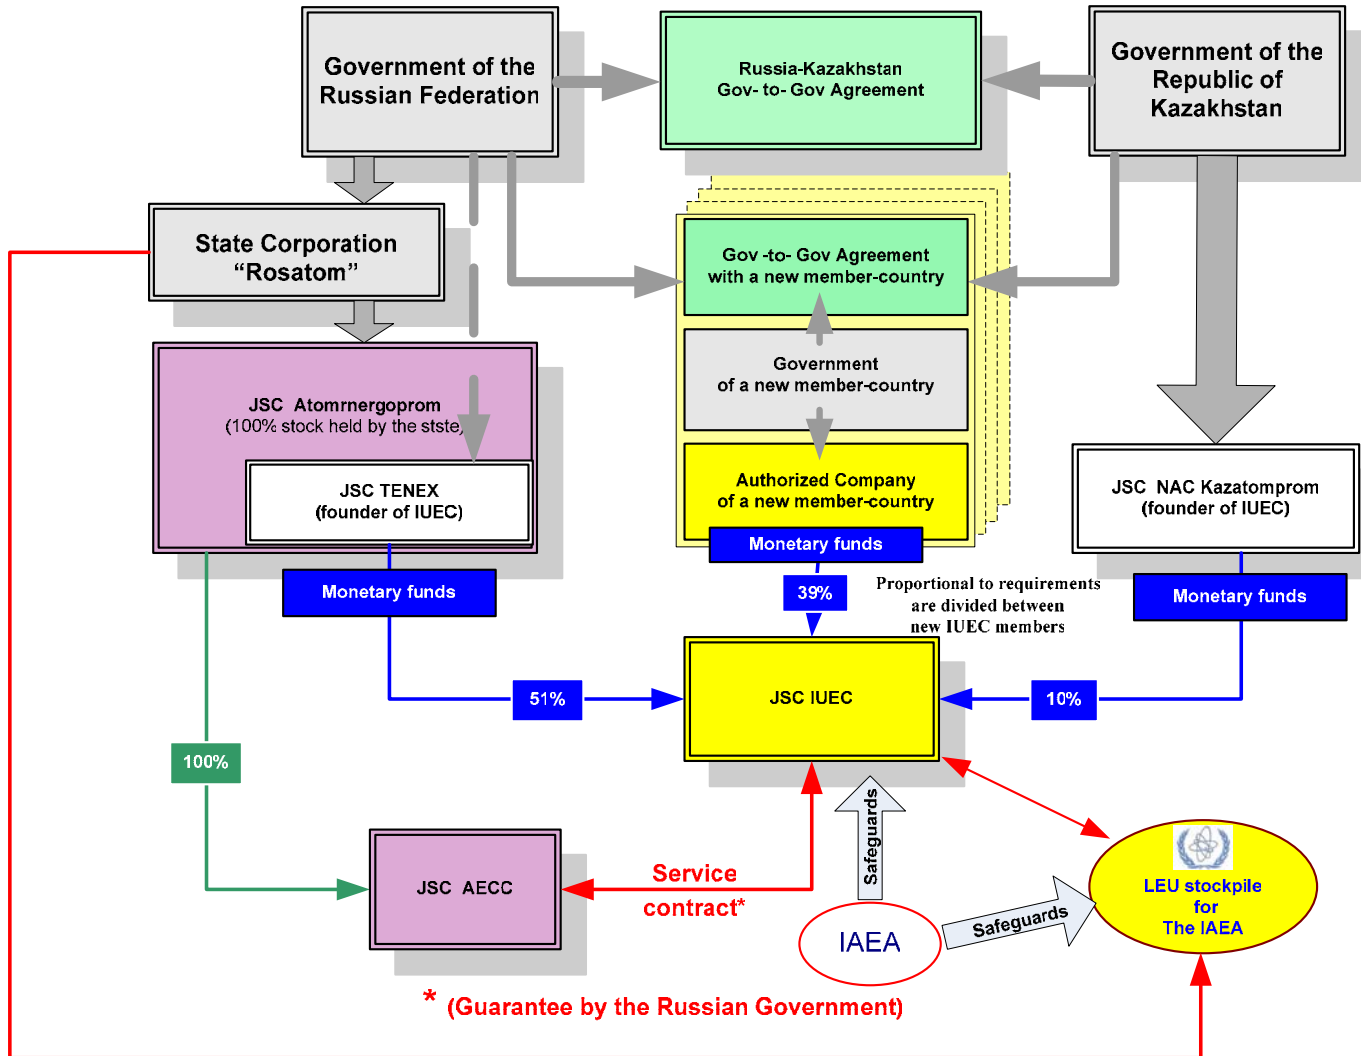 Government of the
Russian Federation
Russia-Kazakhstan
Gov- to- Gov Agreement
Government of the
Republic of
Kazakhstan
State Corporation
“Rosatom”
Gov -to- Gov Agreement
with a new member-country
Government
of a new member-country
JSC Atomrnergoprom
(100% stock held by the stste)
JSC TENEX
(founder of IUEC)
Authorized Company
of a new member-country
JSC NAC Kazatomprom
(founder of IUEC)
Monetary funds
Monetary funds
Monetary funds
39%
Proportional to requirements
are divided between
new IUEC members
51%
JSC IUEC
10%
100%
Safeguards
JSC AECC
Service
contract*
IAEA
Safeguards
LEU stockpile
for
The IAEA
* (Guarantee by the Russian Government)